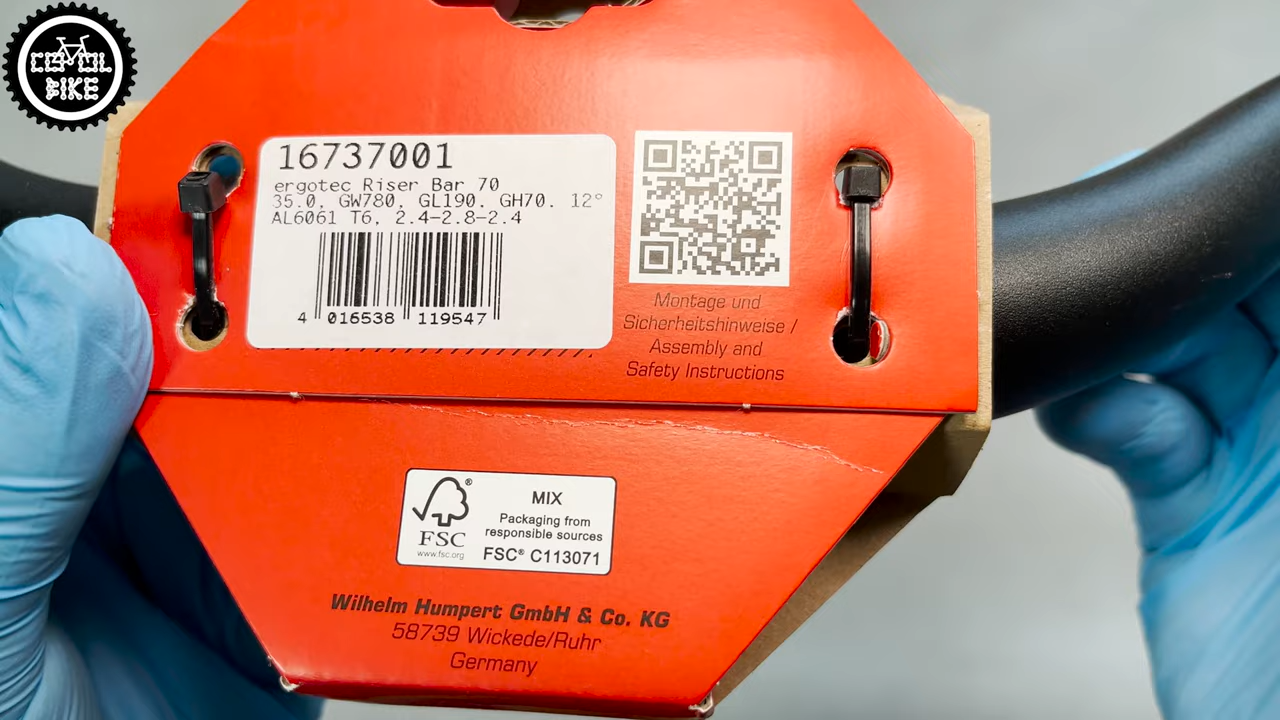 CE OL
BIKE
16737001
ergotec Riser Bar 70
35.0, GW780, GL190. GH70. 12°
AL6061 T6, 2.4-2.8-2.4
4 016538 119547
Montage und
Sicherheitshinweise /
Assembly and
Safety Instructions
FSC®
www.fsc.org
MIX
Packaging from
responsible sources
FSC® C113071
Wilhelm Humpert GmbH & Co. KG
58739 Wickede/Ruhr
Germany